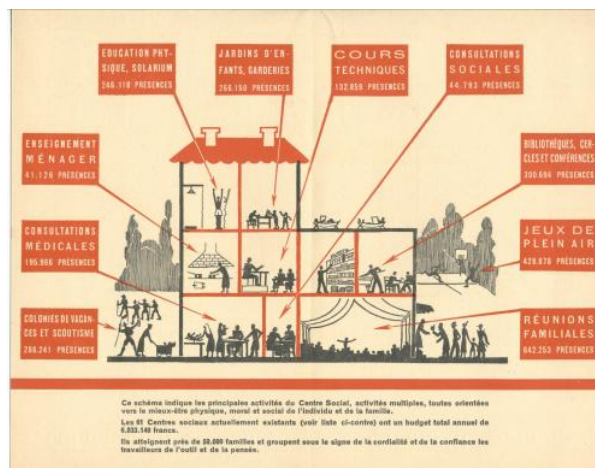 EDUCATION PHY-
SIQUE, SOLARIUM
246.118 PRÉSENCES
JARDINS D'EN-
FANTS, GARDERIES
266.150 PRÉSENCES
COURS
TECHNIQUES
132.856 PRÉSENCES
CONSULTATIONS
SOCIALES
44.793 PRÉSENCES
ENSEIGNEMENT
MÉNAGER
41.126 PRÉSENCES
BIBLIOTHÈQUES, CER-
CLES ET CONFÉRENCES
300.694 PRÉSENCES
CONSULTATIONS
MÉDICALES
195.966 PRÉSENCES
JEUX DE
PLEIN AIR
429.878 PRÉSENCES
COLONIES DE VACAN-
CES ET SCOUTISME
298.241 PRÉSENCES
RÉUNIONS
FAMILIALES
642.253 PRÉSENCES
Ce schéma indique les principales activités du Centre Social, activités multiples, toutes orientées
vers le mieux-être physique, moral et social de l'individu et de la famille.
Les 61 Centres sociaux actuellement existants (voir liste ci-contre) ont un budget total annuel de
6.833.140 francs.
Ils atteignent près de 50.000 familles et groupent sous le signe de la cordialité et de la confiance les
travailleurs de l'outil et de la pensée.